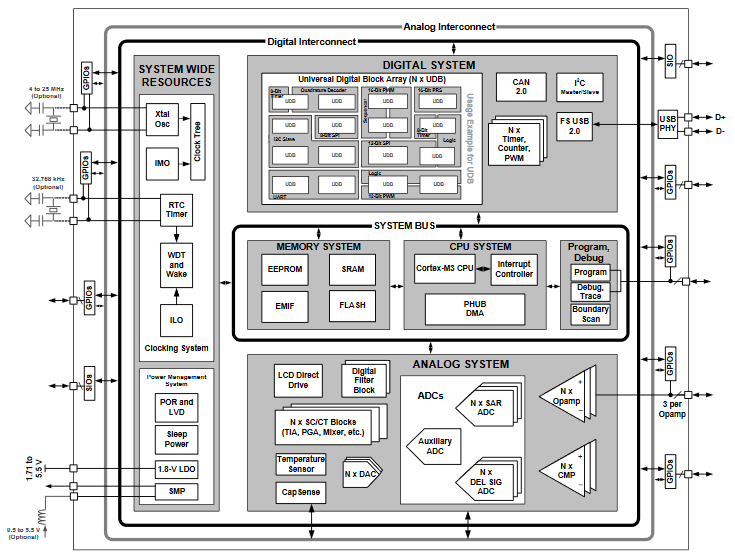 Analog Interconnect
Digital Interconnect
GPIOs
4 to 25 MHz
(Optional)
GPIOs
32.768 kHz
(Optional)
GPIOs
SIOs
1.71 to
5.5 V
0.5 to 5.5 V
(Optional)
SYSTEM WIDE
RESOURCES
Xtal
Osc
Clock Tree
IMO
RTC
Timer
WDT
and
Wake
ILO
Clocking System
Power Management
System
POR and
LVD
Sleep
Power
1.8-V LDO
SMP
DIGITAL SYSTEM
Universal Digital Block Array (N x UDB)
8-Bit
Timer
Quadrature Decoder
16-Bit PWM
16-Bit PRS
UDB
UDB
UDB
UDB
Sequencer
UDB
UDB
UDB
UDB
I2C Slave
8-Bit SPI
8-Bit
Timer
Logic
12-Bit SPI
UDB
UDB
UDB
UDB
Logic
UDB
UDB
UDB
UDB
UART
12-Bit PWM
Usage Example for UDB
CAN
2.0
I²C
Master/Slave
N x
Timer,
Counter,
PWM
FS USB
2.0
SYSTEM BUS
MEMORY SYSTEM
EEPROM
SRAM
EMIF
FLASH
CPU SYSTEM
Cortex-M3 CPU
Interrupt
Controller
PHUB
DMA
Program,
Debug
Program
Debug,
Trace
Boundary
Scan
ANALOG SYSTEM
LCD Direct
Drive
Digital
Filter
Block
N x SC/CT Blocks
(TIA, PGA, Mixer, etc.)
Temperature
Sensor
N x DAC
CapSense
ADCs
N x SAR
ADC
Auxiliary
ADC
N x
DEL SIG
ADC
+
N x
Opamp
–
+
N x
CMP
–
SIO
USB
PHY
D+
D-
GPIOs
GPIOs
GPIOs
3 per
Opamp
GPIOs